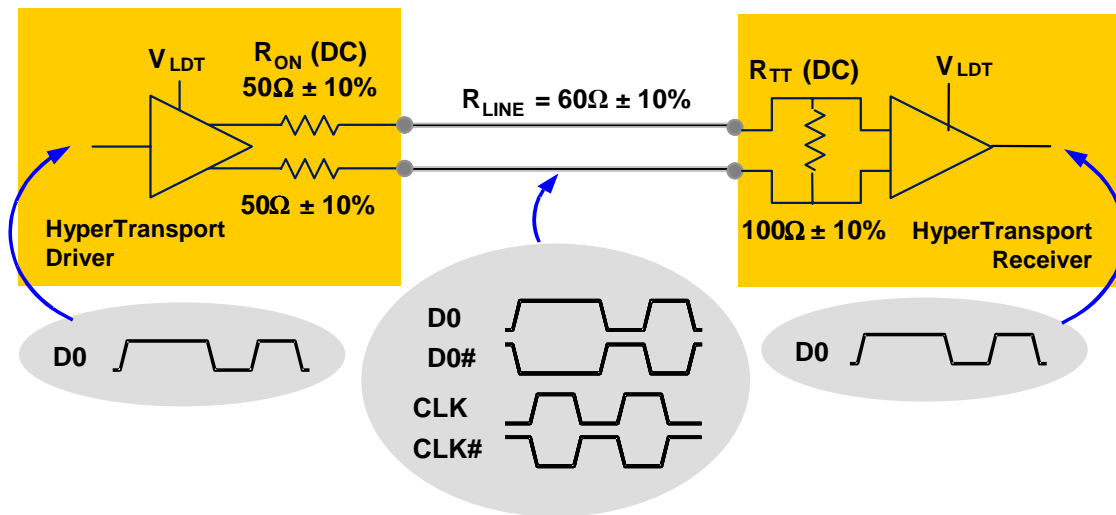 V LDT
R ON (DC)
50Ω ± 10%
50Ω ± 10%
HyperTransport
Driver
R LINE = 60Ω ± 10%
R TT (DC)
V LDT
100Ω ± 10%
HyperTransport
Receiver
D0
D0
D0#
CLK
CLK#
D0